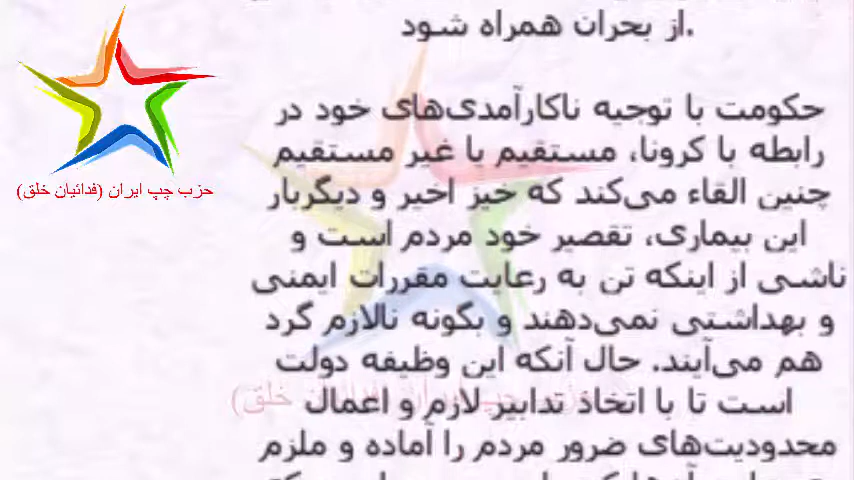 از بحران همراه شود.
حکومت با توجیه ناکارآمدی‌های خود در
رابطه با کرونا، مستقیم یا غیر مستقیم
چنین القاء می‌کند که خیز اخیر و دیگربار
این بیماری، تقصیر خود مردم است و
ناشی از اینکه تن به رعایت مقررات ایمنی
و بهداشتی نمی‌دهند و بگونه نالازم گرد
هم می‌آیند. حال آنکه این وظیفه دولت
است تا با اتخاذ تدابیر لازم و اعمال
محدودیت‌های ضرور مردم را آماده و ملزم
حزب چپ ایران (فدائیان خلق)